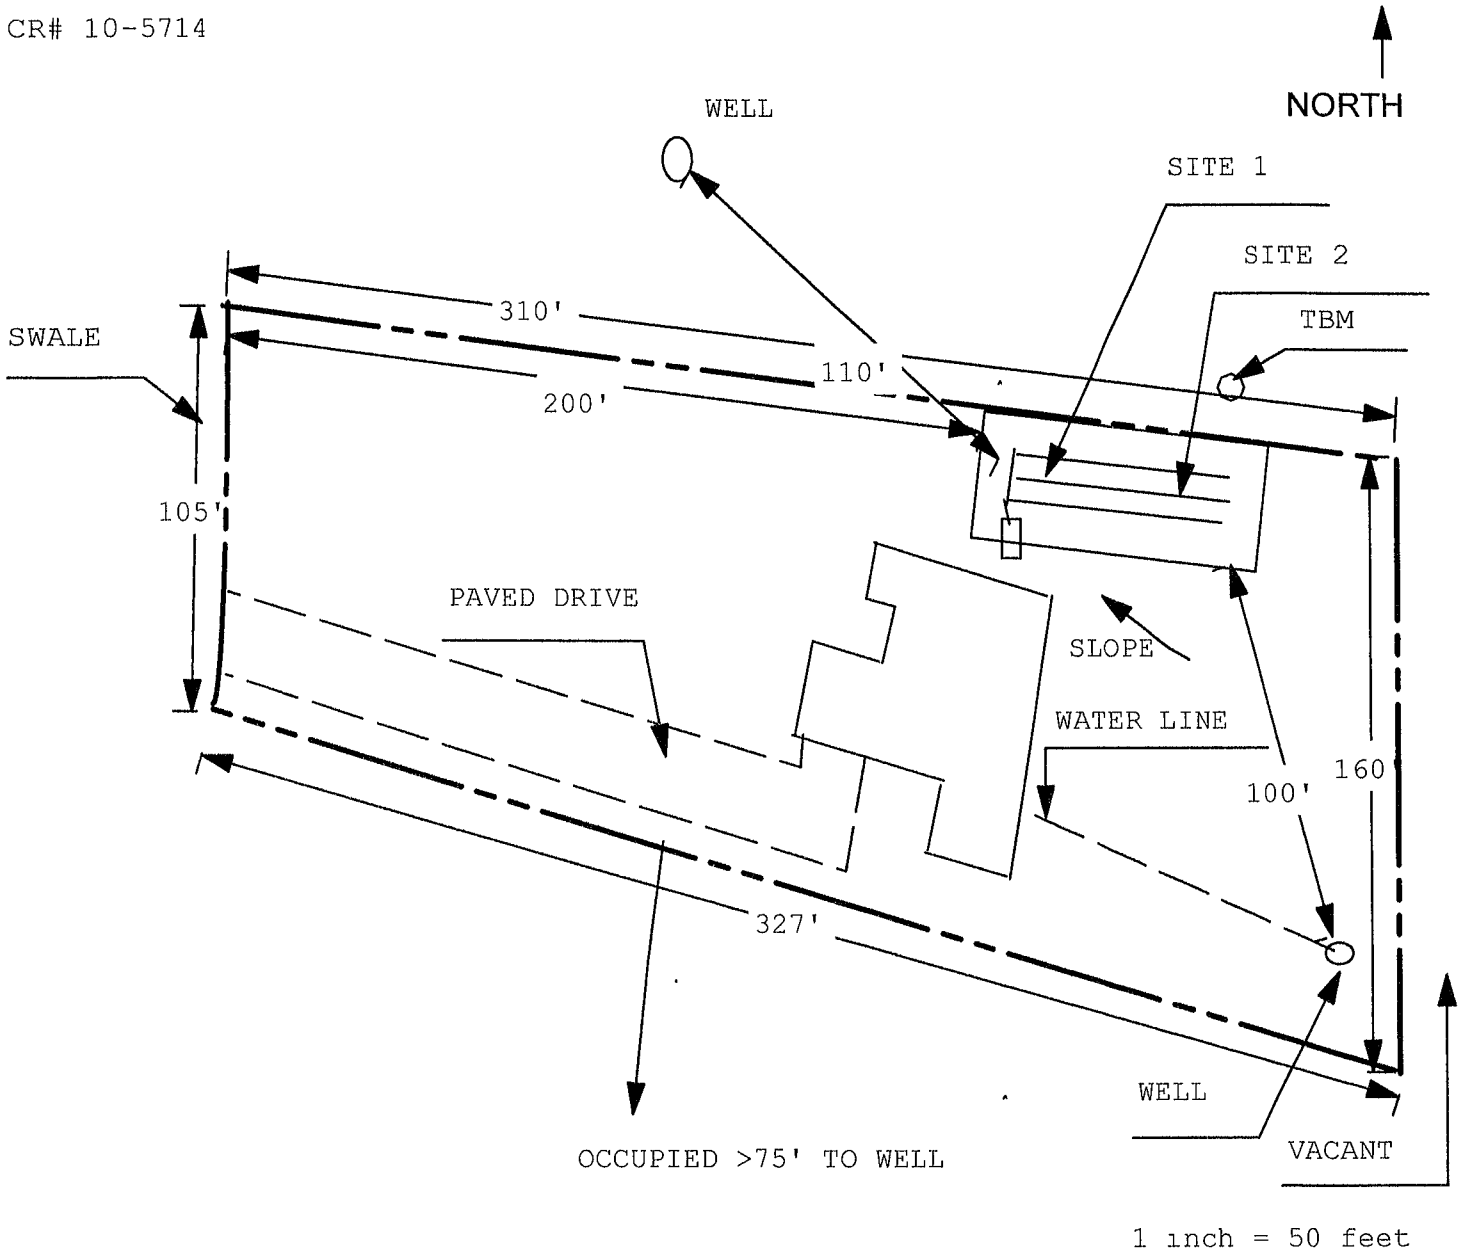 CR# 10-5714
NORTH
WELL
SITE 1
SITE 2
TBM
310'
SWALE
110'
200'
105'
PAVED DRIVE
SLOPE
WATER LINE
160
100'
327'
WELL
OCCUPIED >75' TO WELL
VACANT
1 inch = 50 feet